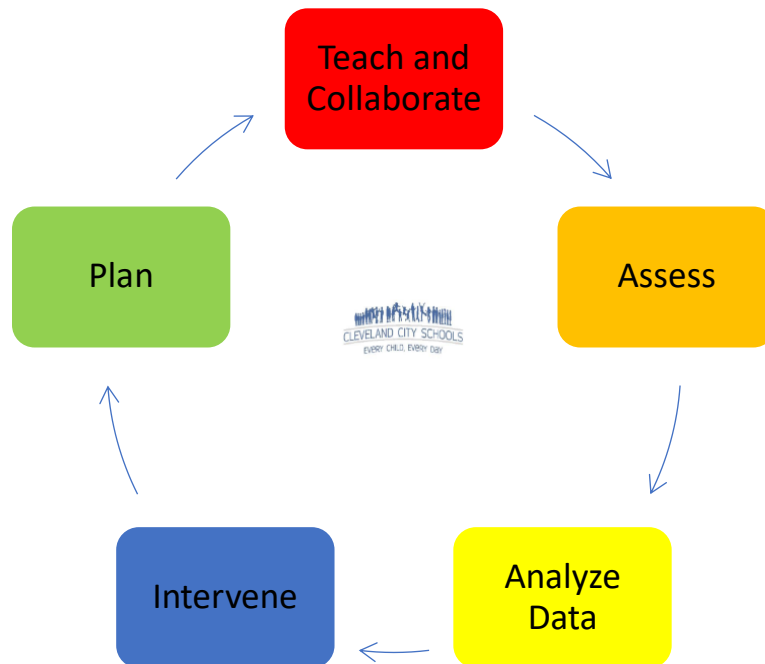 Teach and
Collaborate
Plan
Assess
CLEVELAND CITY SCHOOLS
EVERY CHILD, EVERY DAY
Intervene
Analyze
Data